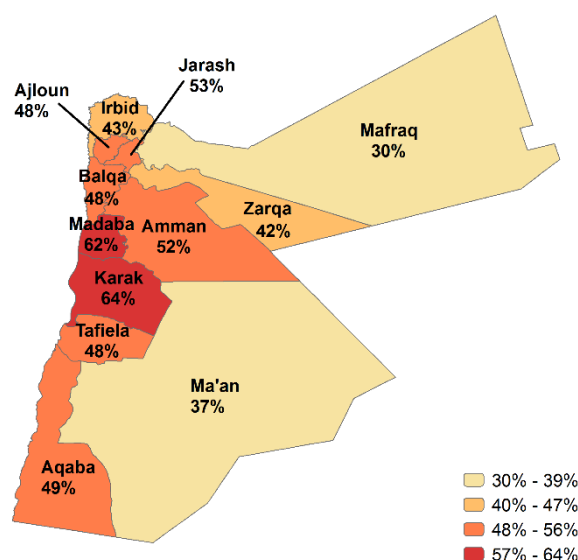 Jarash
53%
Ajloun
48%
Irbid
43%
Mafraq
30%
Balqa
48%
Zarqa
42%
Madaba
62%
Amman
52%
Karak
64%
Tafiela
48%
Ma'an
37%
Aqaba
49%
30% - 39%
40% - 47%
48% - 56%
57% - 64%